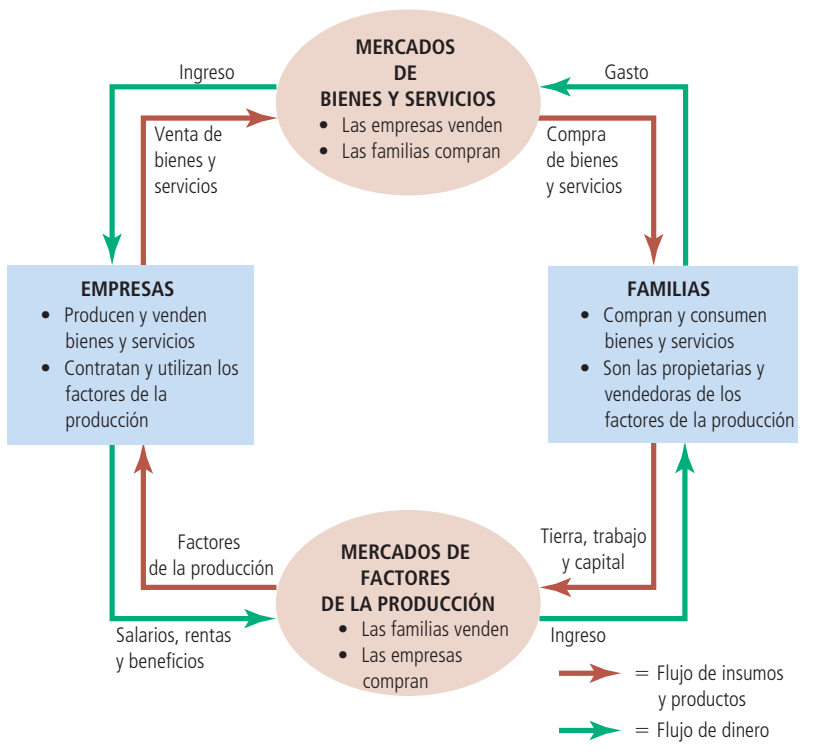 MERCADOS
DE
BIENES Y SERVICIOS
• Las empresas venden
• Las familias compran
Ingreso
Gasto
Venta de
bienes y
servicios
Compra
de bienes
y servicios
EMPRESAS
• Producen y venden
bienes y servicios
• Contratan y utilizan los
factores de la
producción
FAMILIAS
• Compran y consumen
bienes y servicios
• Son las propietarias y
vendedoras de los
factores de la producción
Factores
de la producción
Tierra, trabajo
y capital
MERCADOS DE
FACTORES
DE LA PRODUCCIÓN
• Las familias venden
• Las empresas
compran
Salarios, rentas
y beneficios
Ingreso
= Flujo de insumos
y productos
= Flujo de dinero